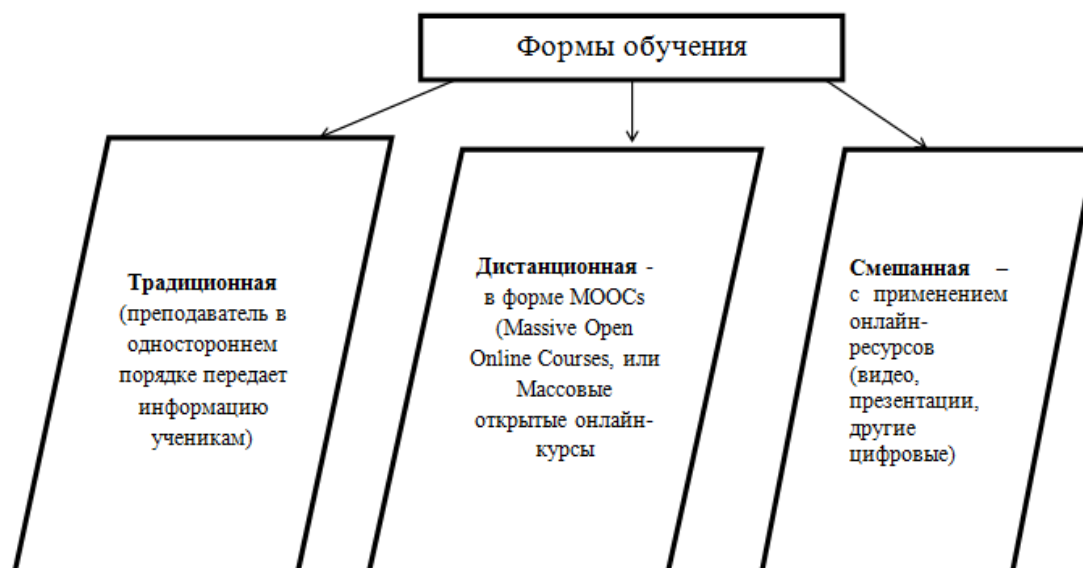 Формы обучения
Традиционная
(преподаватель в
одностороннем
порядке передает
информацию
ученикам)
Дистанционная -
в форме MOOCs
(Massive Open
Online Courses, или
Массовые
открытые онлайн-
курсы
Смешанная –
с применением
онлайн-
ресурсов
(видео,
презентации,
другие
цифровые)